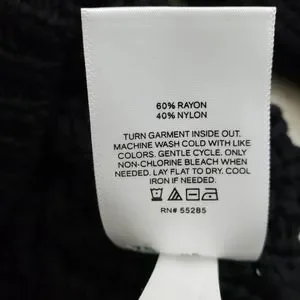 60% RAYON
40% NYLON
TURN GARMENT INSIDE OUT.
MACHINE WASH COLD WITH LIKE
COLORS. GENTLE CYCLE. ONLY
NON-CHLORINE BLEACH WHEN
NEEDED. LAY FLAT TO DRY. COOL
IRON IF NEEDED.
RN# 55285